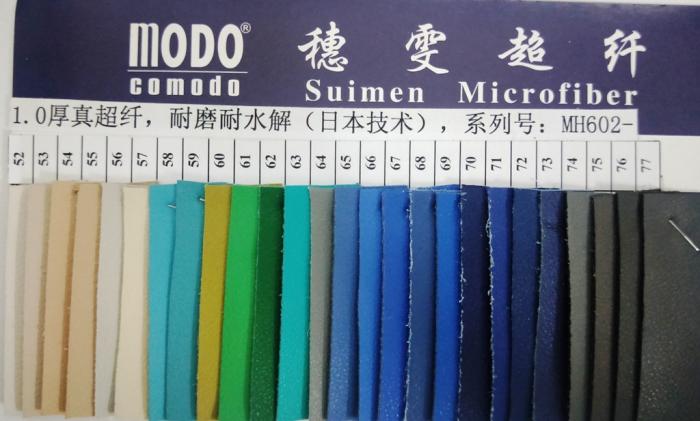 MODO®
comodo
穗雯超纤
Suimen Microfiber
1.0厚真超纤，耐磨耐水解（日本技术），系列号：MH602-
52 53 54 55 56 57 58 59 60 61 62 63 64 65 66 67 68 69 70 71 72 73 74 75 76 77